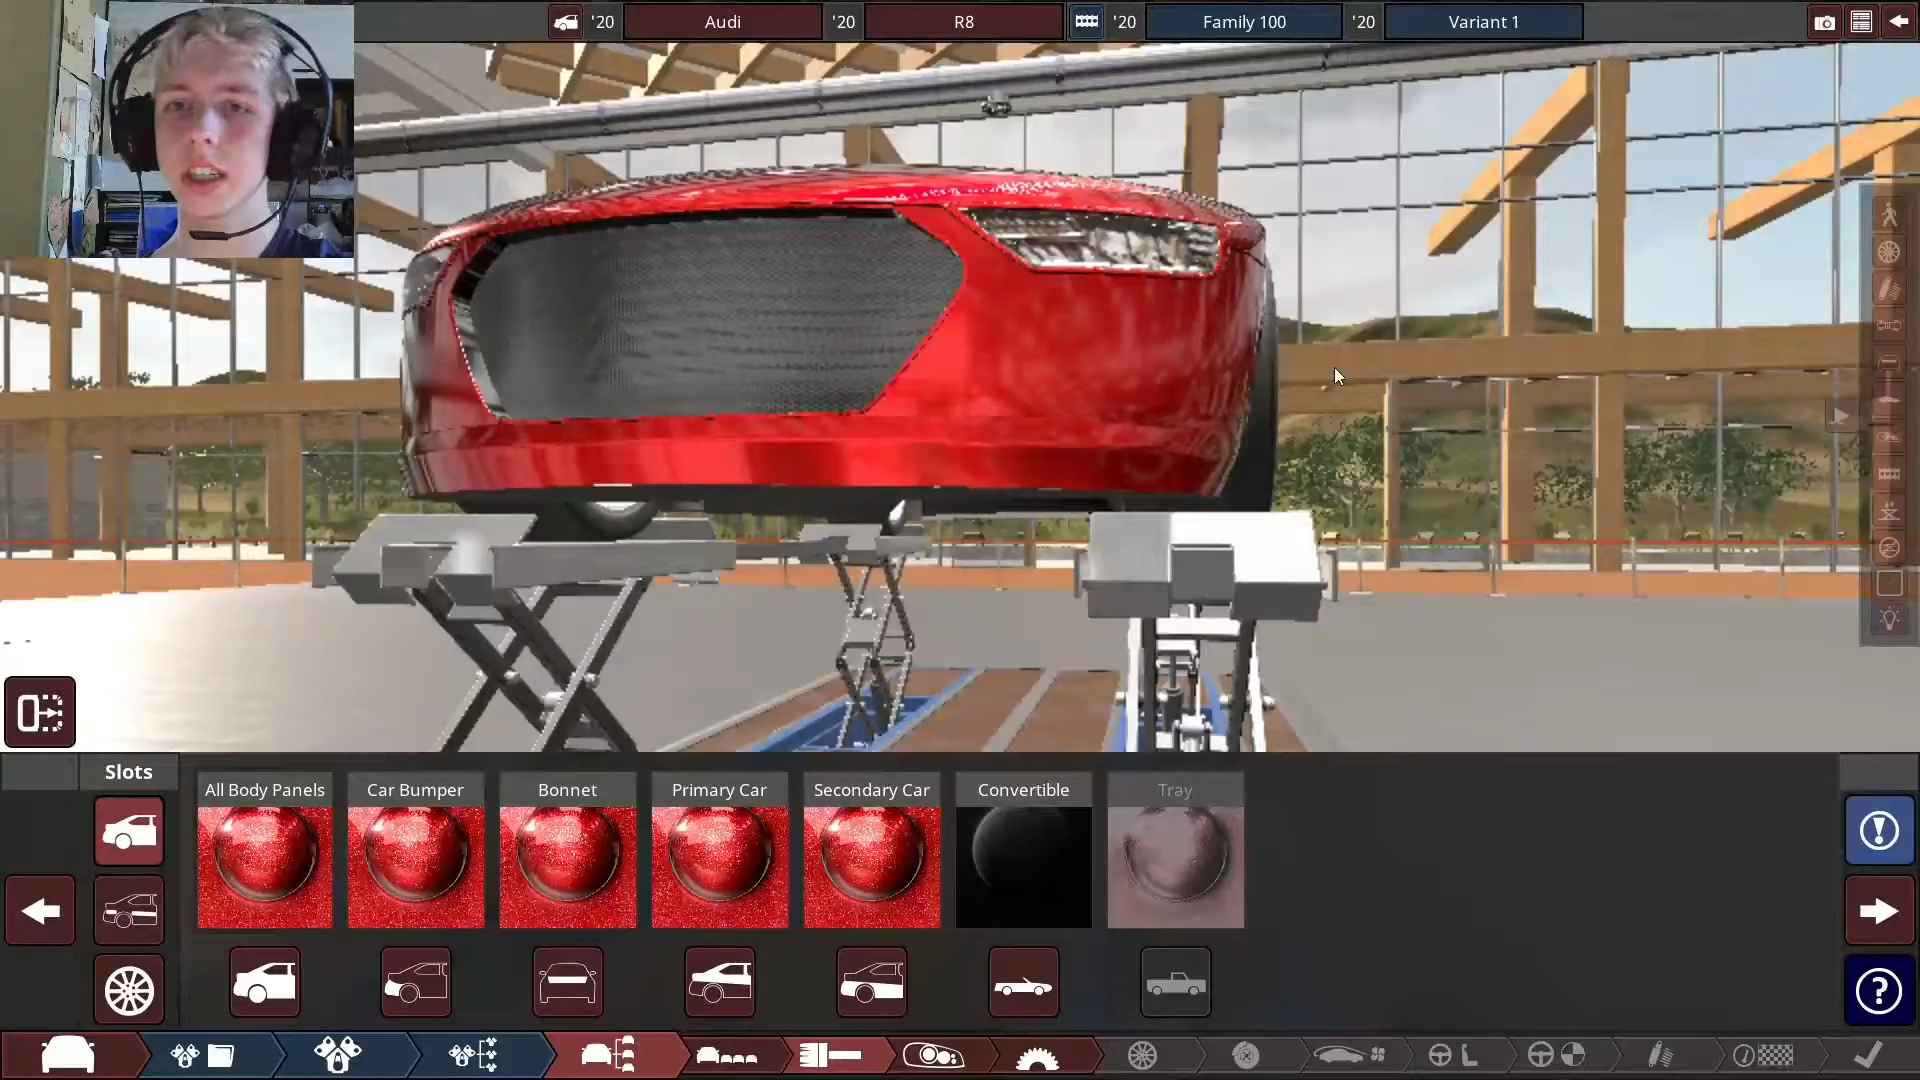 '20 Audi '20 R8 '20 Family 100 '20 Variant 1
Slots
All Body Panels Car Bumper Bonnet Primary Car Secondary Car Convertible Tray